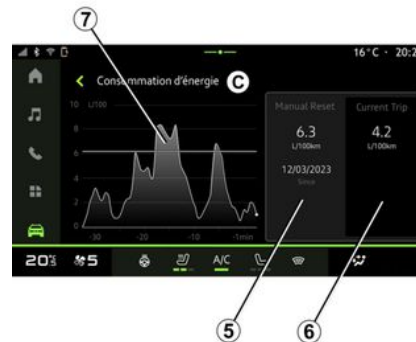 7
16°C · 20:2
Consommation d'énergie C
10 L/100
8
6
4
2
0
-30 -20 -10 -1min
Manual Reset
6.3
L/100km
12/03/2023
Since
Current Trip
4.2
L/100km
20.5 5 A/C
5 6